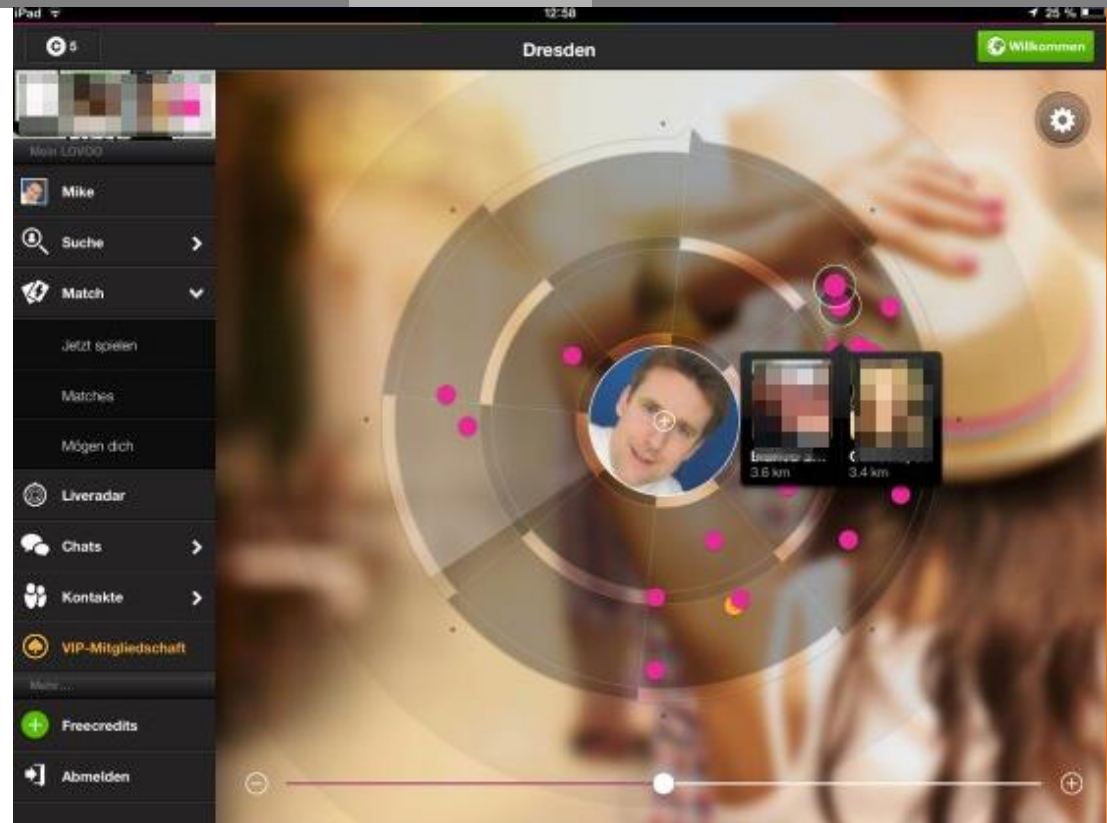 iPad
12:58
25 %
C 5
Dresden
Willkommen
Mein LOVOO
Mike
Suche
Match
Jetzt spielen
Matches
Mögen dich
Liveradar
Chats
Kontakte
VIP-Mitgliedschaft
Mehr...
Freecredits
Abmelden
3.6 km
3.4 km